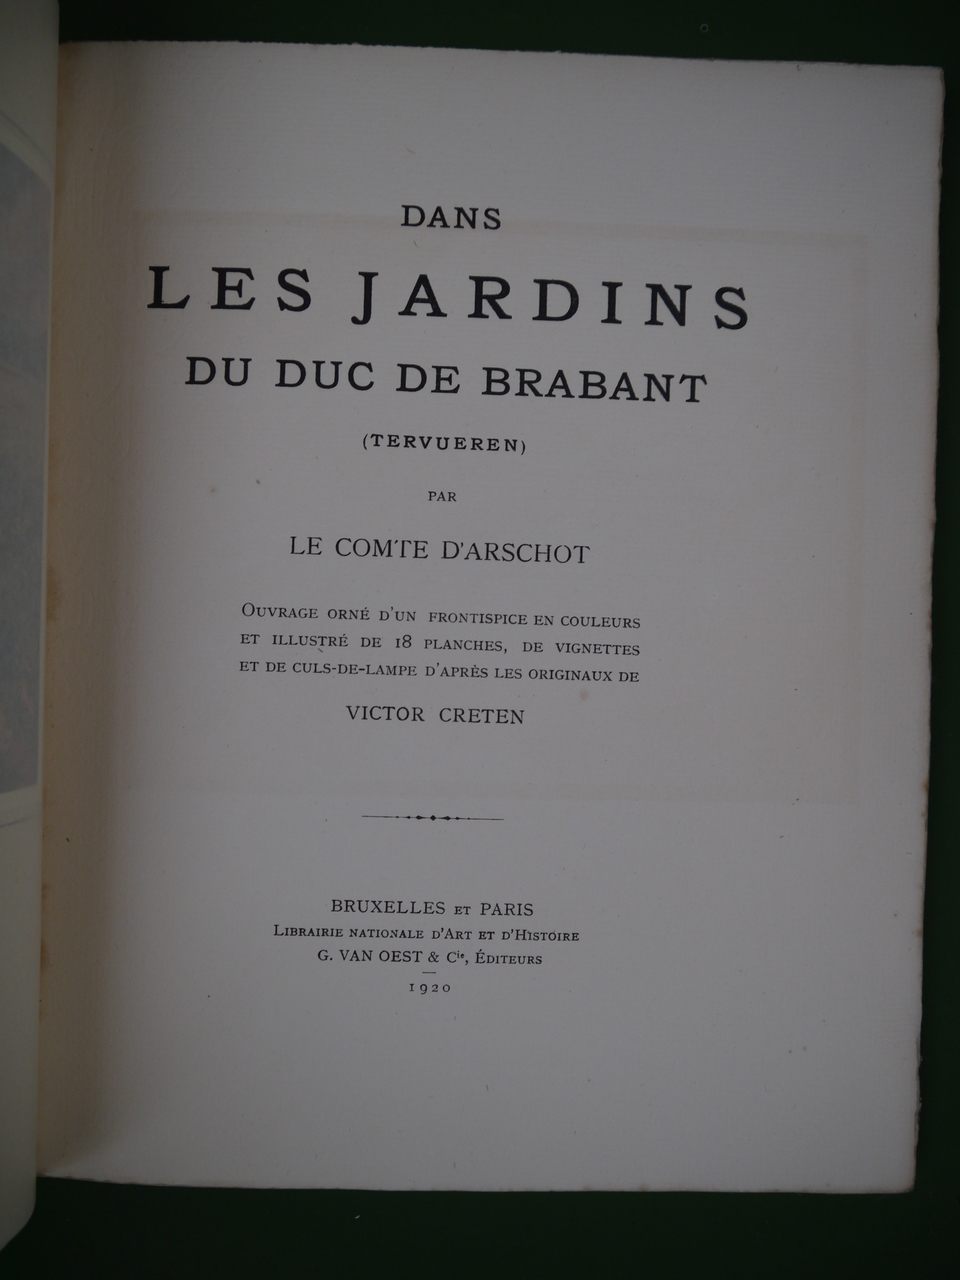 DANS
LES JARDINS
DU DUC DE BRABANT
(TERVUEREN)
PAR
LE COMTE D'ARSCHOT
OUVRAGE ORNÉ D'UN FRONTISPICE EN COULEURS
ET ILLUSTRÉ DE 18 PLANCHES, DE VIGNETTES
ET DE CULS-DE-LAMPE D'APRÈS LES ORIGINAUX DE
VICTOR CRETEN
BRUXELLES ET PARIS
LIBRAIRIE NATIONALE D'ART ET D'HISTOIRE
G. VAN OEST & Cie, ÉDITEURS
1920